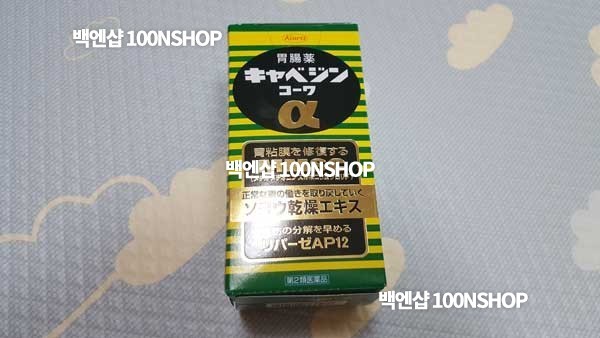 백엔샵 100NSHOP
Kowa
胃腸薬
キャベジン
コーワ
α
胃粘膜を修復する
백엔샵 100NSHOP
正常な胃の働きを取り戻していく
ソヨウ乾燥エキス
の分解を早める
リパーゼAP12
第2類医薬品
백엔샵 100NSHOP